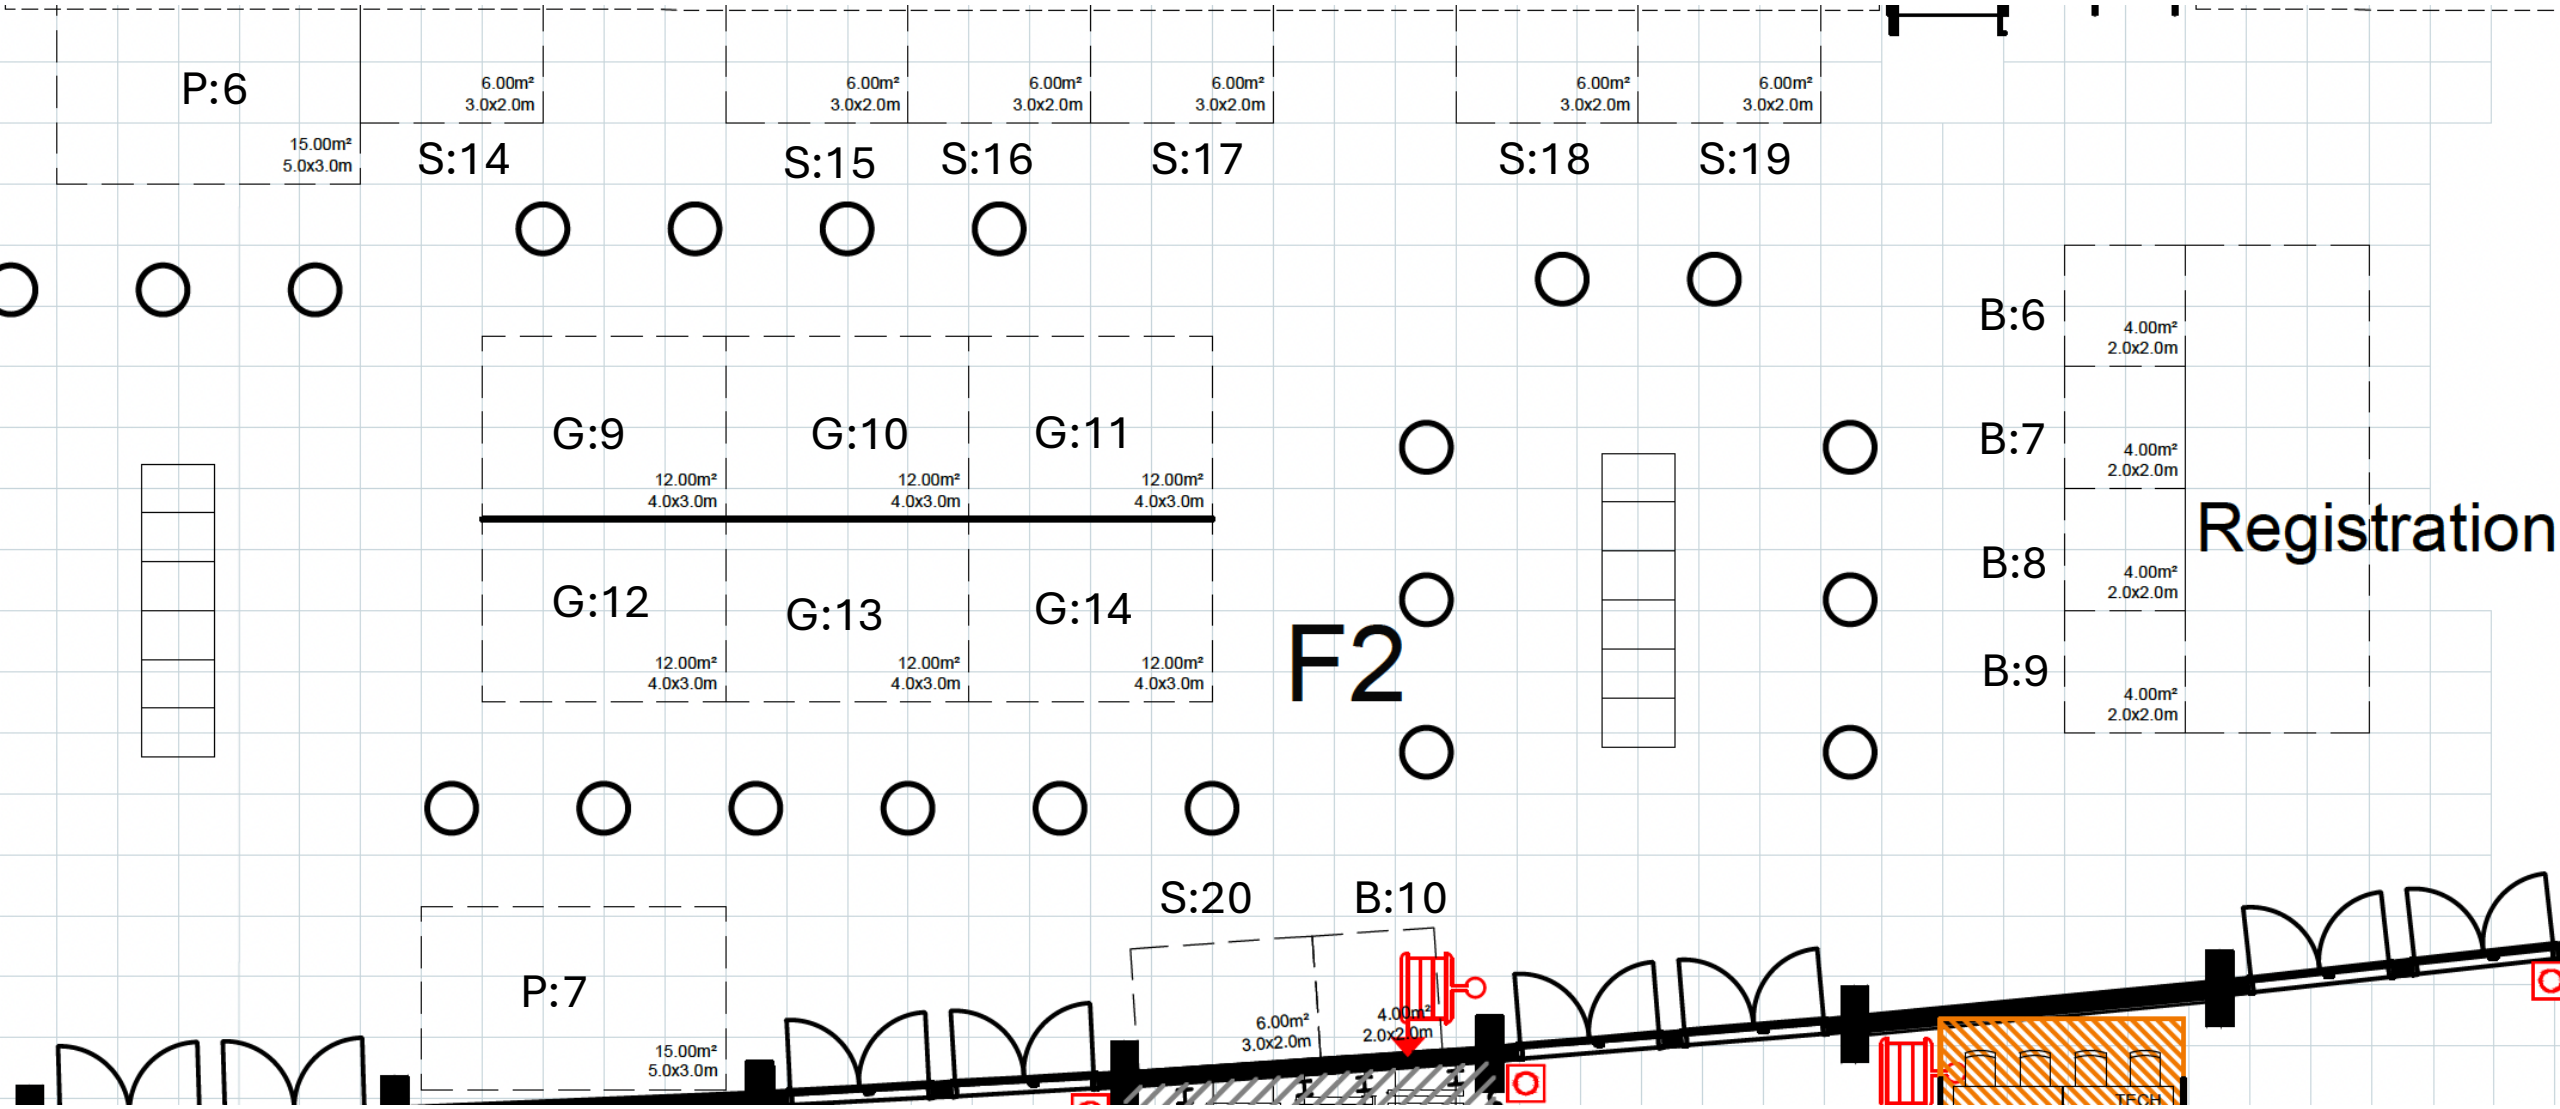 P:6
15.00m²
5.0x3.0m
6.00m²
3.0x2.0m
6.00m²
3.0x2.0m
6.00m²
3.0x2.0m
6.00m²
3.0x2.0m
6.00m²
3.0x2.0m
6.00m²
3.0x2.0m
S:14
S:15
S:16
S:17
S:18
S:19
B:6
4.00m²
2.0x2.0m
B:7
4.00m²
2.0x2.0m
B:8
4.00m²
2.0x2.0m
B:9
4.00m²
2.0x2.0m
Registration
G:9
12.00m²
4.0x3.0m
G:10
12.00m²
4.0x3.0m
G:11
12.00m²
4.0x3.0m
G:12
12.00m²
4.0x3.0m
G:13
12.00m²
4.0x3.0m
G:14
12.00m²
4.0x3.0m
F2
S:20
6.00m²
3.0x2.0m
B:10
4.00m²
2.0x2.0m
P:7
15.00m²
5.0x3.0m
TECH